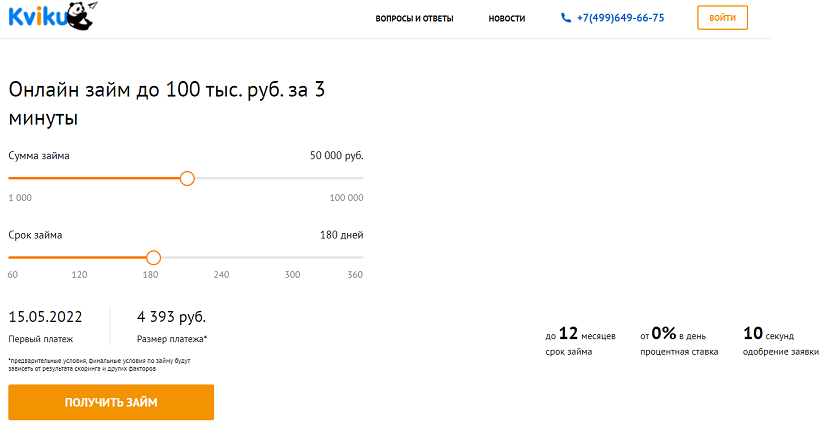 Kviku
ВОПРОСЫ И ОТВЕТЫ НОВОСТИ +7(499)649-66-75 ВОЙТИ
Онлайн займ до 100 тыс. руб. за 3
минуты
Сумма займа 50 000 руб.
1 000 100 000
Срок займа 180 дней
60 120 180 240 300 360
15.05.2022 4 393 руб.
Первый платеж Размер платежа*
*предварительные условия, финальные условия по займу будут
зависеть от результата скоринга и других факторов
ПОЛУЧИТЬ ЗАЙМ
до 12 месяцев от 0% в день 10 секунд
срок займа процентная ставка одобрение заявки